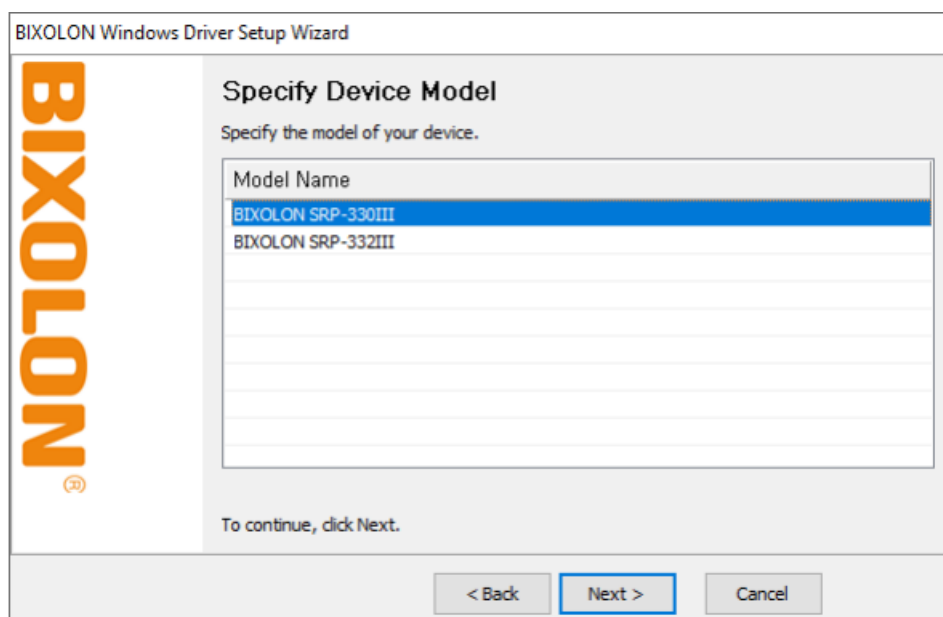 BIXOLON Windows Driver Setup Wizard
BIXOLON®
Specify Device Model
Specify the model of your device.
Model Name
BIXOLON SRP-330III
BIXOLON SRP-332III
To continue, click Next.
< Back
Next >
Cancel